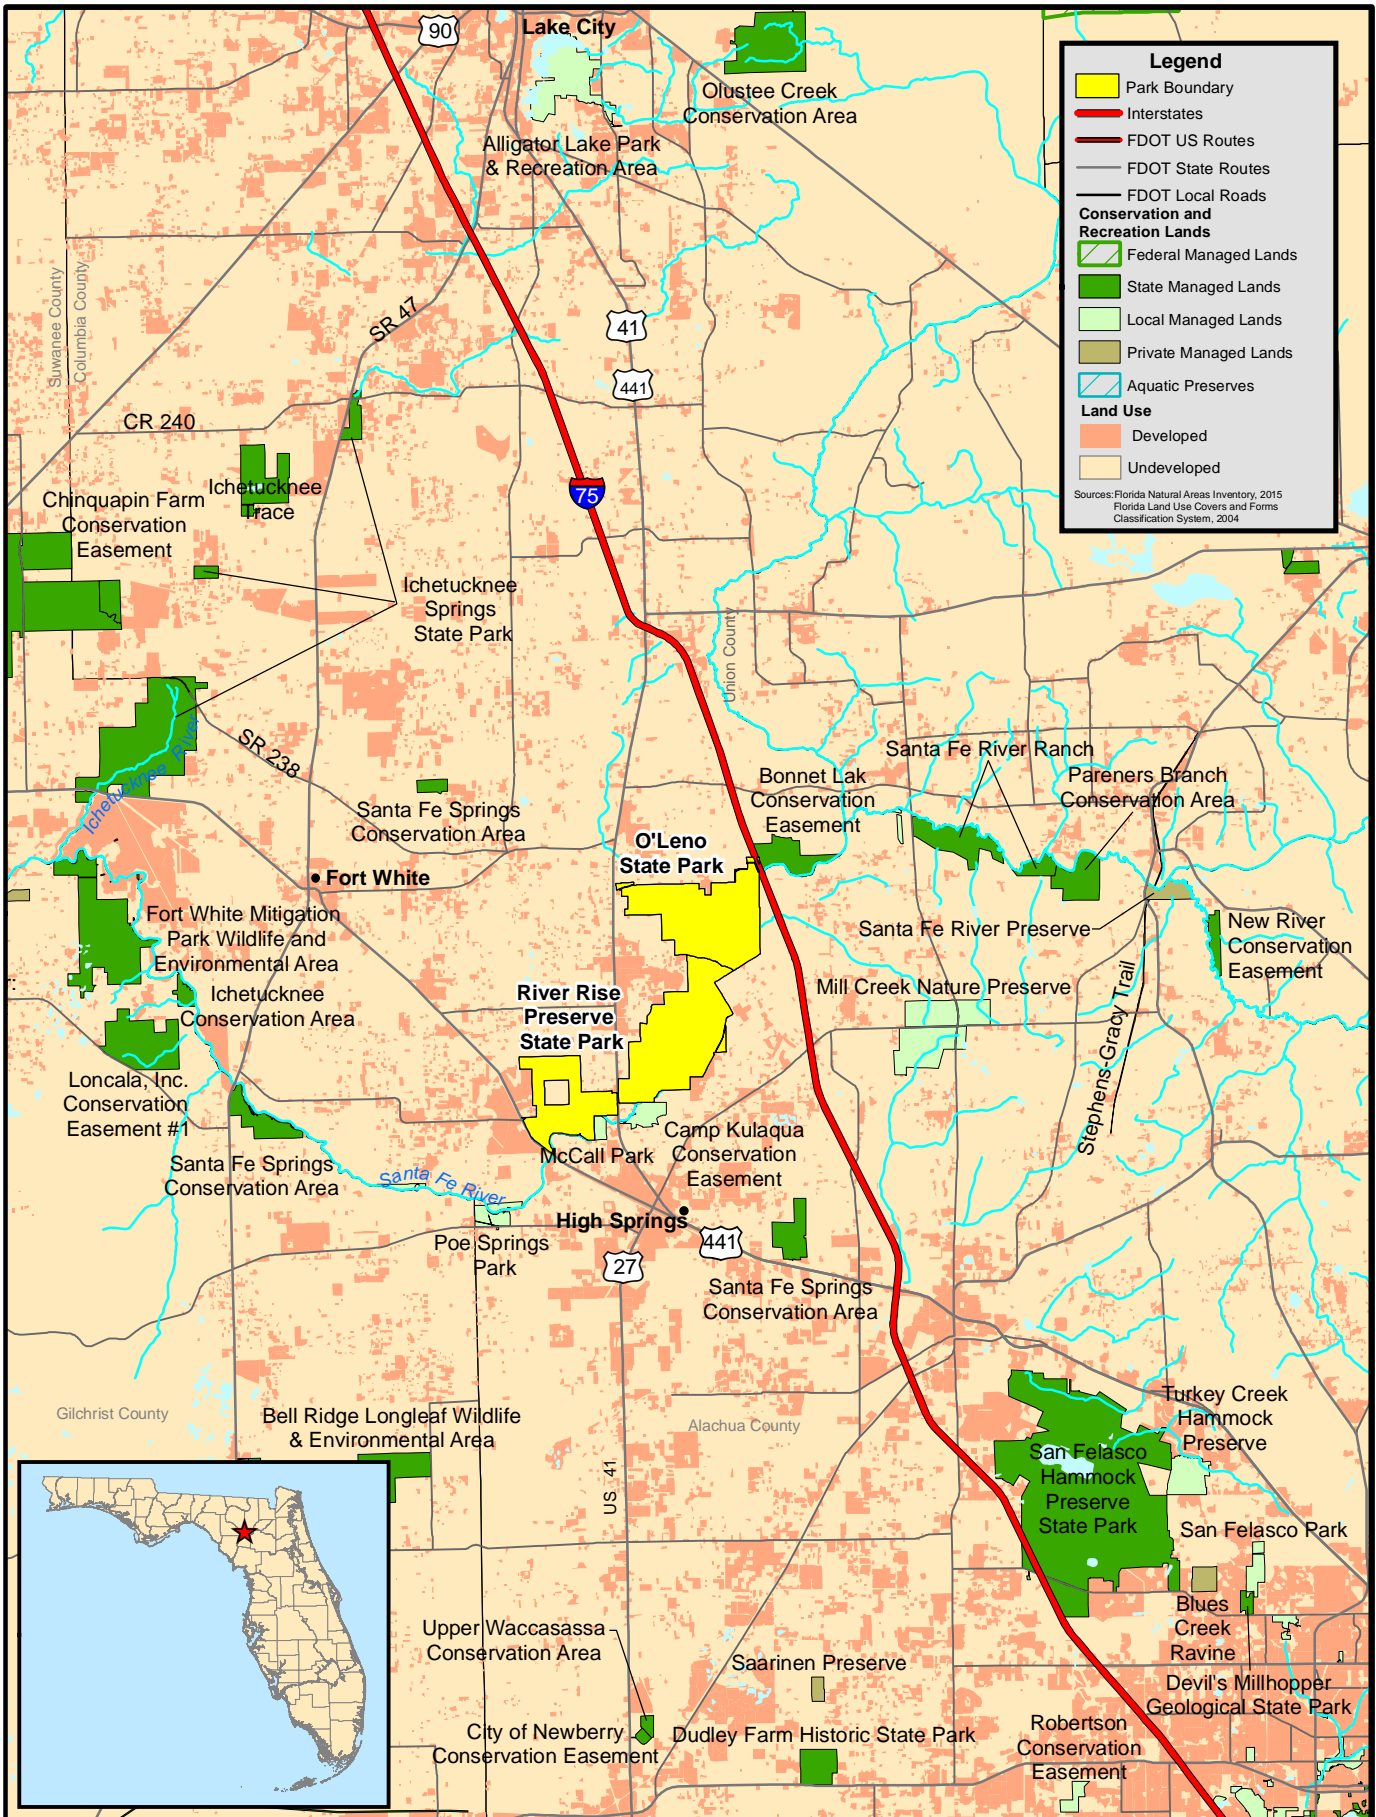 90
Lake City
Olustee Creek
Conservation Area
Alligator Lake Park
& Recreation Area
Legend
Park Boundary
Interstates
FDOT US Routes
FDOT State Routes
FDOT Local Roads
Conservation and
Recreation Lands
Federal Managed Lands
State Managed Lands
Local Managed Lands
Private Managed Lands
Aquatic Preserves
Land Use
Developed
Undeveloped
Sources:Florida Natural Areas Inventory, 2015
Florida Land Use Covers and Forms
Classification System, 2004
Suwanee County
Columbia County
SR 47
41
441
CR 240
Ichetucknee
Trace
75
Chinquapin Farm
Conservation
Easement
Ichetucknee
Springs
State Park
Union County
Ichetucknee River
SR 238
Santa Fe Springs
Conservation Area
Santa Fe River Ranch
Bonnet Lak
Conservation
Easement
Pareners Branch
Conservation Area
O'Leno
State Park
Fort White
Fort White Mitigation
Park Wildlife and
Environmental Area
Santa Fe River Preserve
New River
Conservation
Easement
Ichetucknee
Conservation Area
River Rise
Preserve
State Park
Mill Creek Nature Preserve
Stephens-Gracy Trail
Loncala, Inc.
Conservation
Easement #1
Santa Fe Springs
Conservation Area
Santa Fe River
McCall Park
Camp Kulaqua
Conservation
Easement
High Springs
441
27
Poe Springs
Park
Santa Fe Springs
Conservation Area
Gilchrist County
Bell Ridge Longleaf Wildlife
& Environmental Area
Alachua County
US 41
Turkey Creek
Hammock
Preserve
San Felasco
Hammock
Preserve
State Park
San Felasco Park
Blues
Creek
Ravine
Devil's Millhopper
Geological State Park
Upper Waccasassa
Conservation Area
Saarinen Preserve
City of Newberry
Conservation Easement
Dudley Farm Historic State Park
Robertson
Conservation
Easement